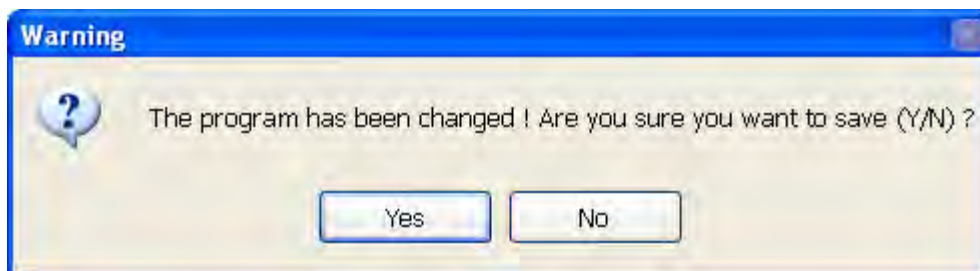 Warning
The program has been changed ! Are you sure you want to save (Y/N) ?
Yes
No